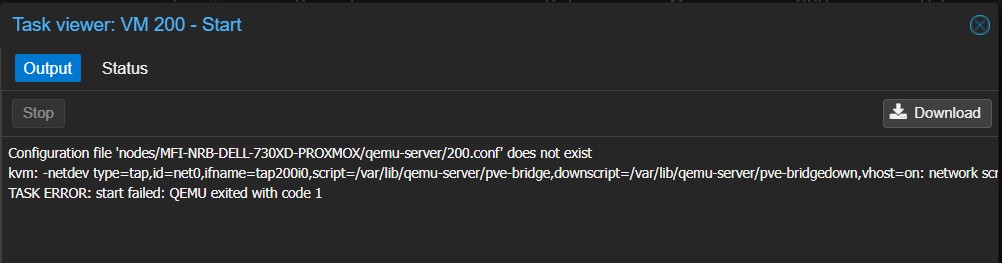 Task viewer: VM 200 - Start
Output Status
Stop Download
Configuration file 'nodes/MFI-NRB-DELL-730XD-PROXMOX/qemu-server/200.conf' does not exist
kvm: -netdev type=tap,id=net0,ifname=tap200i0,script=/var/lib/qemu-server/pve-bridge,downscript=/var/lib/qemu-server/pve-bridgedown,vhost=on: network scr
TASK ERROR: start failed: QEMU exited with code 1